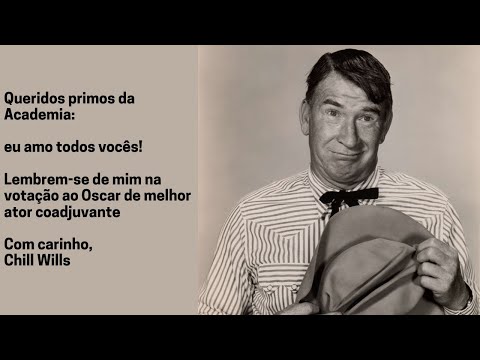 Queridos primos da
Academia:
eu amo todos vocês!
Lembrem-se de mim na
votação ao Oscar de melhor
ator coadjuvante
Com carinho,
Chill Wills